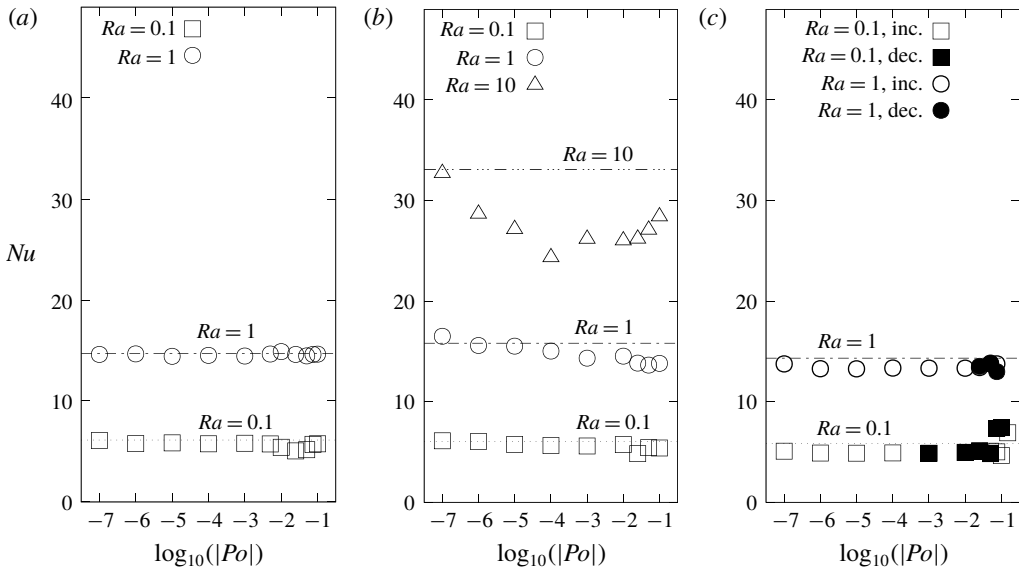 (a)
Ra = 0.1
Ra = 1
40
30
Nu
20
Ra = 1
10
Ra = 0.1
0
−7 −6 −5 −4 −3 −2 −1
log10(|Po|)
(b)
Ra = 0.1
Ra = 1
Ra = 10
40
Ra = 10
30
20
Ra = 1
10
Ra = 0.1
0
−7 −6 −5 −4 −3 −2 −1
log10(|Po|)
(c)
Ra = 0.1, inc.
Ra = 0.1, dec.
Ra = 1, inc.
Ra = 1, dec.
40
30
20
Ra = 1
10
Ra = 0.1
0
−7 −6 −5 −4 −3 −2 −1
log10(|Po|)